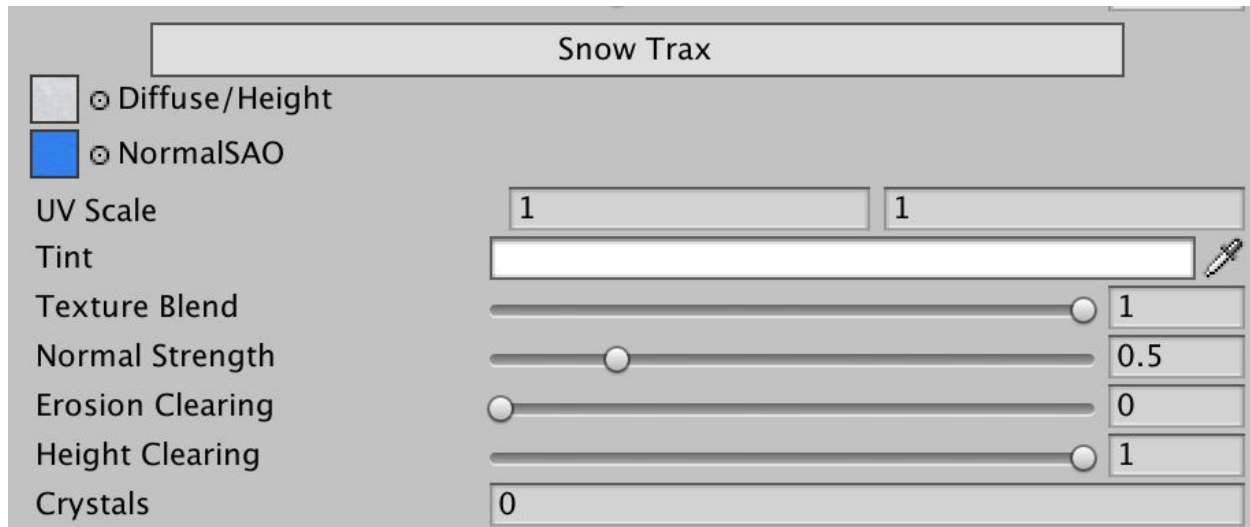 Snow Trax
Diffuse/Height
NormalSAO
UV Scale 1 1
Tint
Texture Blend 1
Normal Strength 0.5
Erosion Clearing 0
Height Clearing 1
Crystals 0